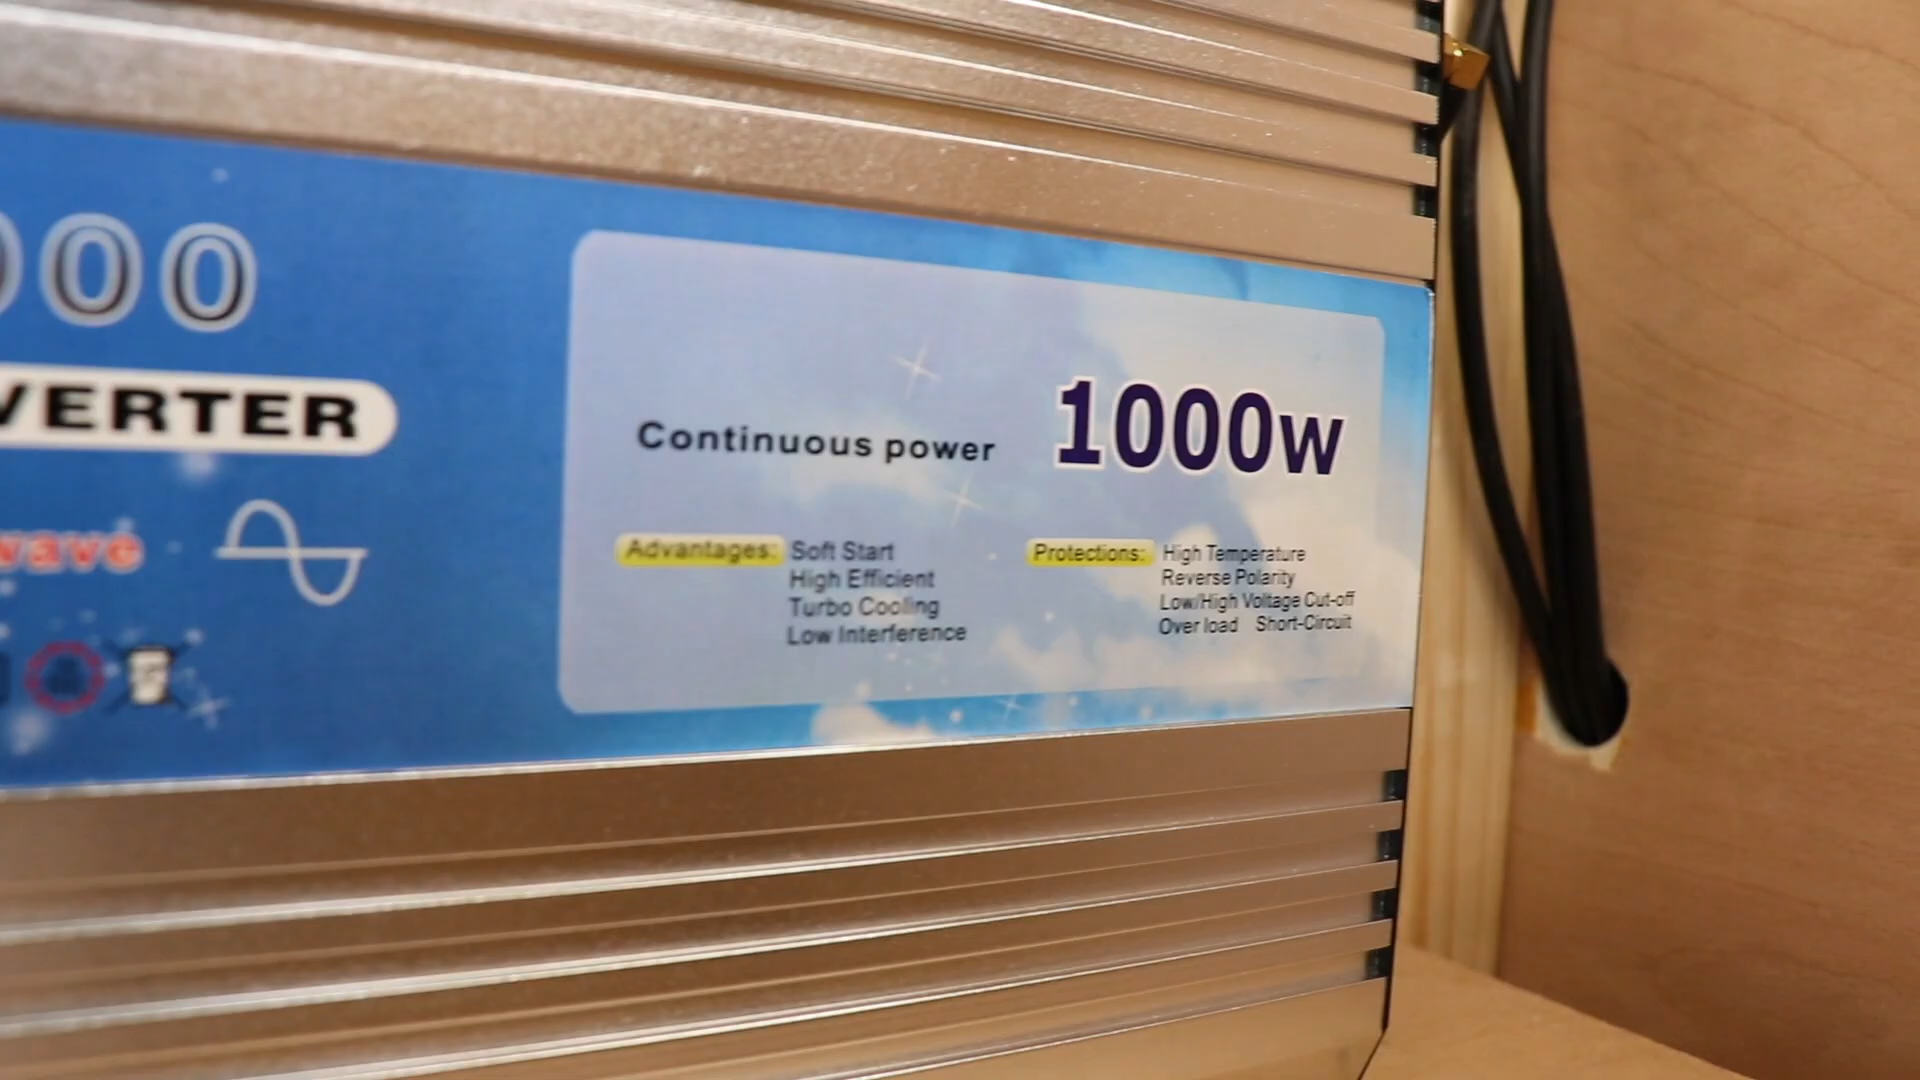 000
VERTER
wave
Continuous power 1000w
Advantages: Soft Start
High Efficient
Turbo Cooling
Low Interference
Protections: High Temperature
Reverse Polarity
Low/High Voltage Cut-off
Over load Short-Circuit